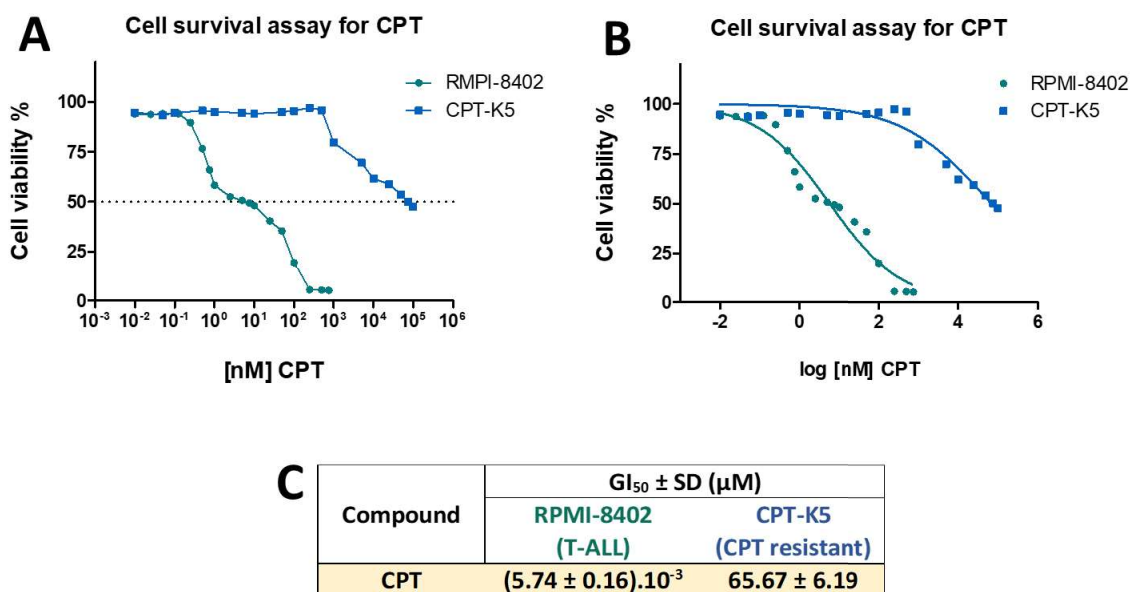 A
Cell survival assay for CPT
RMPI-8402
CPT-K5
Cell viability %
100
75
50
25
0
10⁻³ 10⁻² 10⁻¹ 10⁰ 10¹ 10² 10³ 10⁴ 10⁵ 10⁶
[nM] CPT
B
Cell survival assay for CPT
RPMI-8402
CPT-K5
Cell viability %
100
75
50
25
0
-2 0 2 4 6
log [nM] CPT
C
Compound
GI₅₀ ± SD (µM)
RPMI-8402
(T-ALL)
CPT-K5
(CPT resistant)
CPT (5.74 ± 0.16).10⁻³ 65.67 ± 6.19